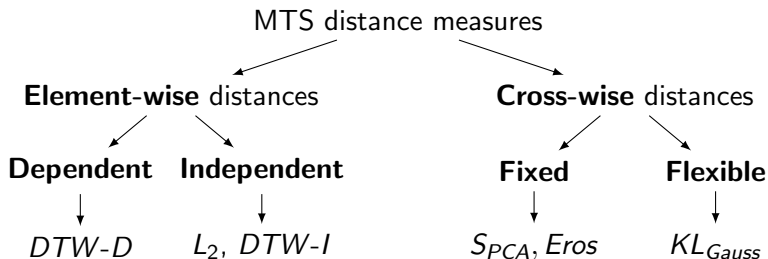 MTS distance measures
Element-wise distances Cross-wise distances
Dependent Independent Fixed Flexible
DTW-D L2, DTW-I SPCA, Eros KLGauss